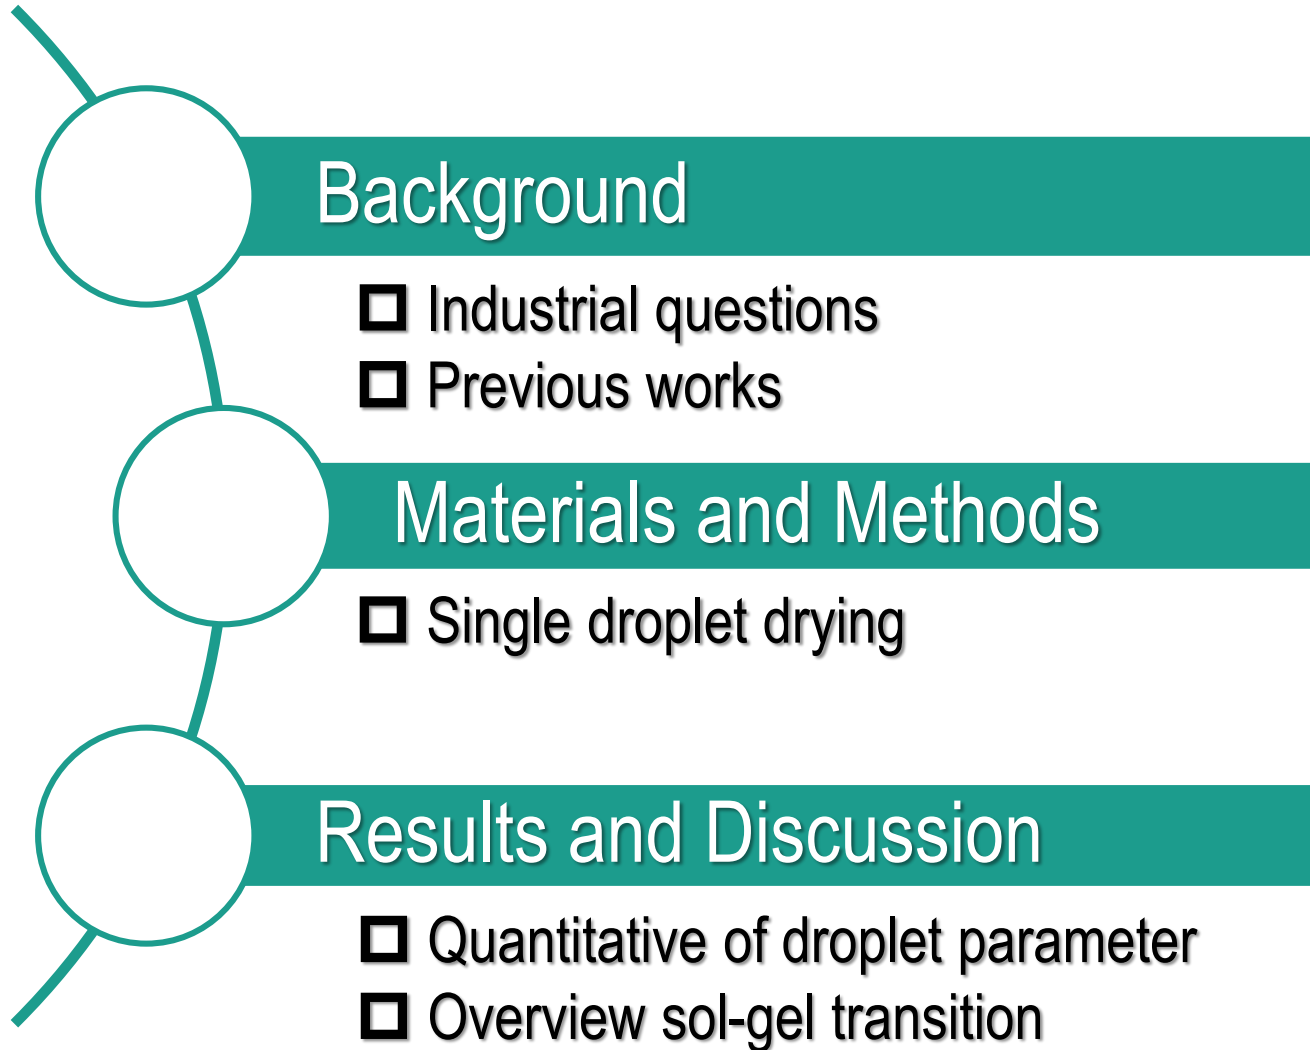 Background
Industrial questions
Previous works
Materials and Methods
Single droplet drying
Results and Discussion
Quantitative of droplet parameter
Overview sol-gel transition